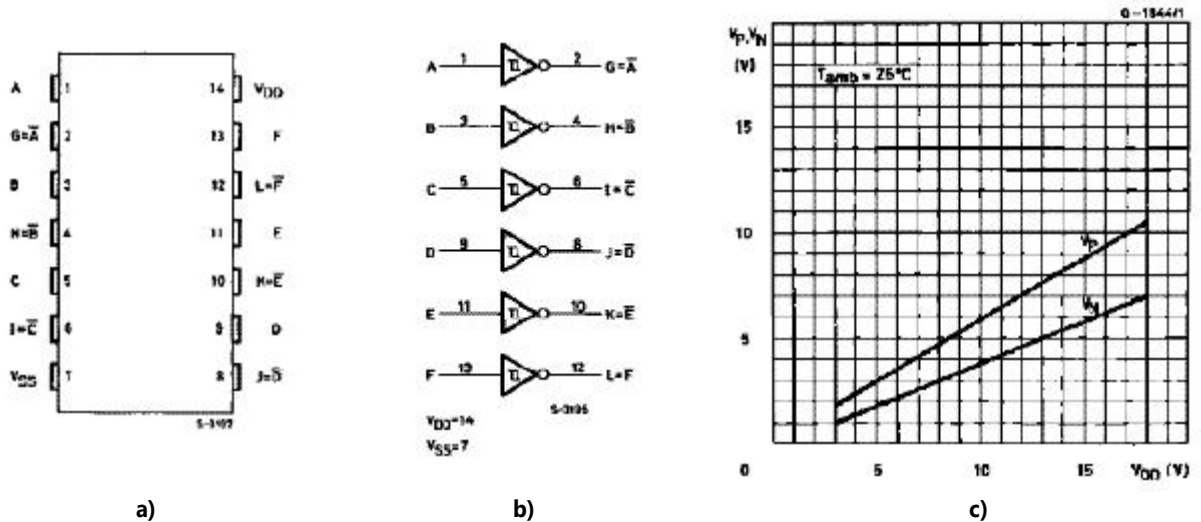 A 1 14 VDD
G=A̅ 2 13 F
B 3 12 L=F̅
H=B̅ 4 11 E
C 5 10 K=E̅
I=C̅ 6 9 D
VSS 7 8 J=D̅
A 1 2 G=A̅
B 3 4 H=B̅
C 5 6 I=C̅
D 9 8 J=D̅
E 11 10 K=E̅
F 13 12 L=F
VDD=14
VSS=7
VP,VIN
(V)
Tamb = 25°C
15
10
5
VP
VN
0 5 10 15 VDD (V)
a) b) c)